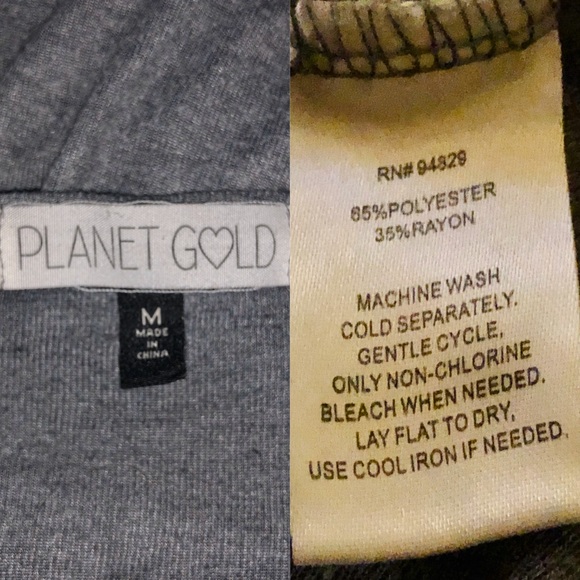 PLANET G♡LD
M
MADE
IN
CHINA
RN# 94829
65%POLYESTER
35%RAYON
MACHINE WASH
COLD SEPARATELY.
GENTLE CYCLE,
ONLY NON-CHLORINE
BLEACH WHEN NEEDED.
LAY FLAT TO DRY,
USE COOL IRON IF NEEDED.